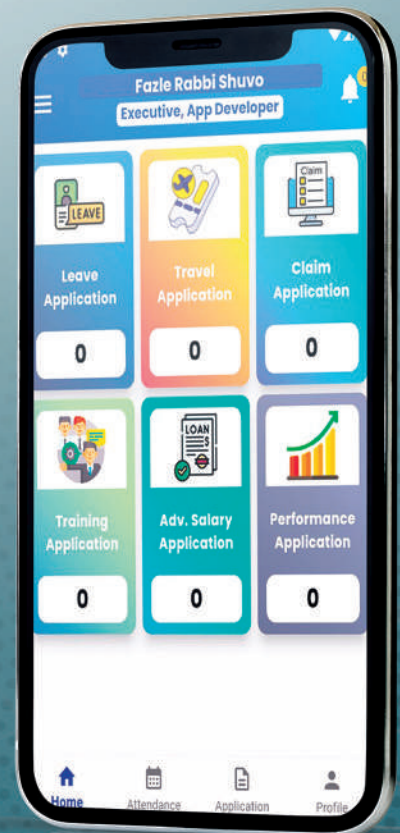 Fazle Rabbi Shuvo
Executive, App Developer
0
LEAVE
Claim
Leave
Application
Travel
Application
Claim
Application
0
0
0
LOAN
$
Training
Application
Adv. Salary
Application
Performance
Application
0
0
0
Home
Attendance
Application
Profile